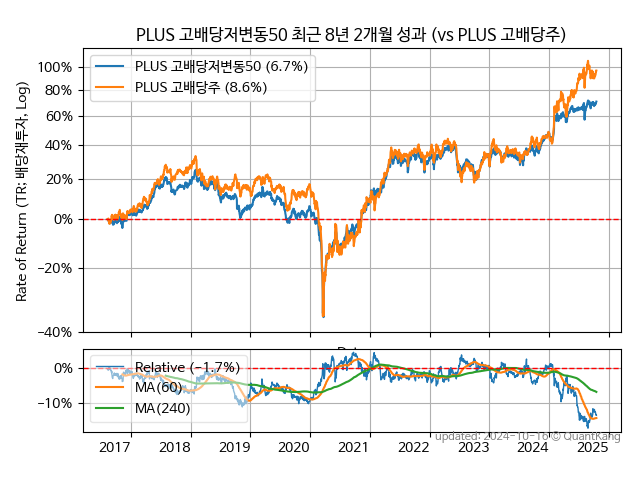 PLUS 고배당저변동50 최근 8년 2개월 성과 (vs PLUS 고배당주)
Rate of Return (TR: 배당재투자, Log)
100%
80%
60%
40%
20%
0%
−20%
−40%
PLUS 고배당저변동50 (6.7%)
PLUS 고배당주 (8.6%)
0%
−10%
Relative (−1.7%)
MA(60)
MA(240)
2017 2018 2019 2020 2021 2022 2023 2024 2025
updated: 2024-10-16 © QuantKang